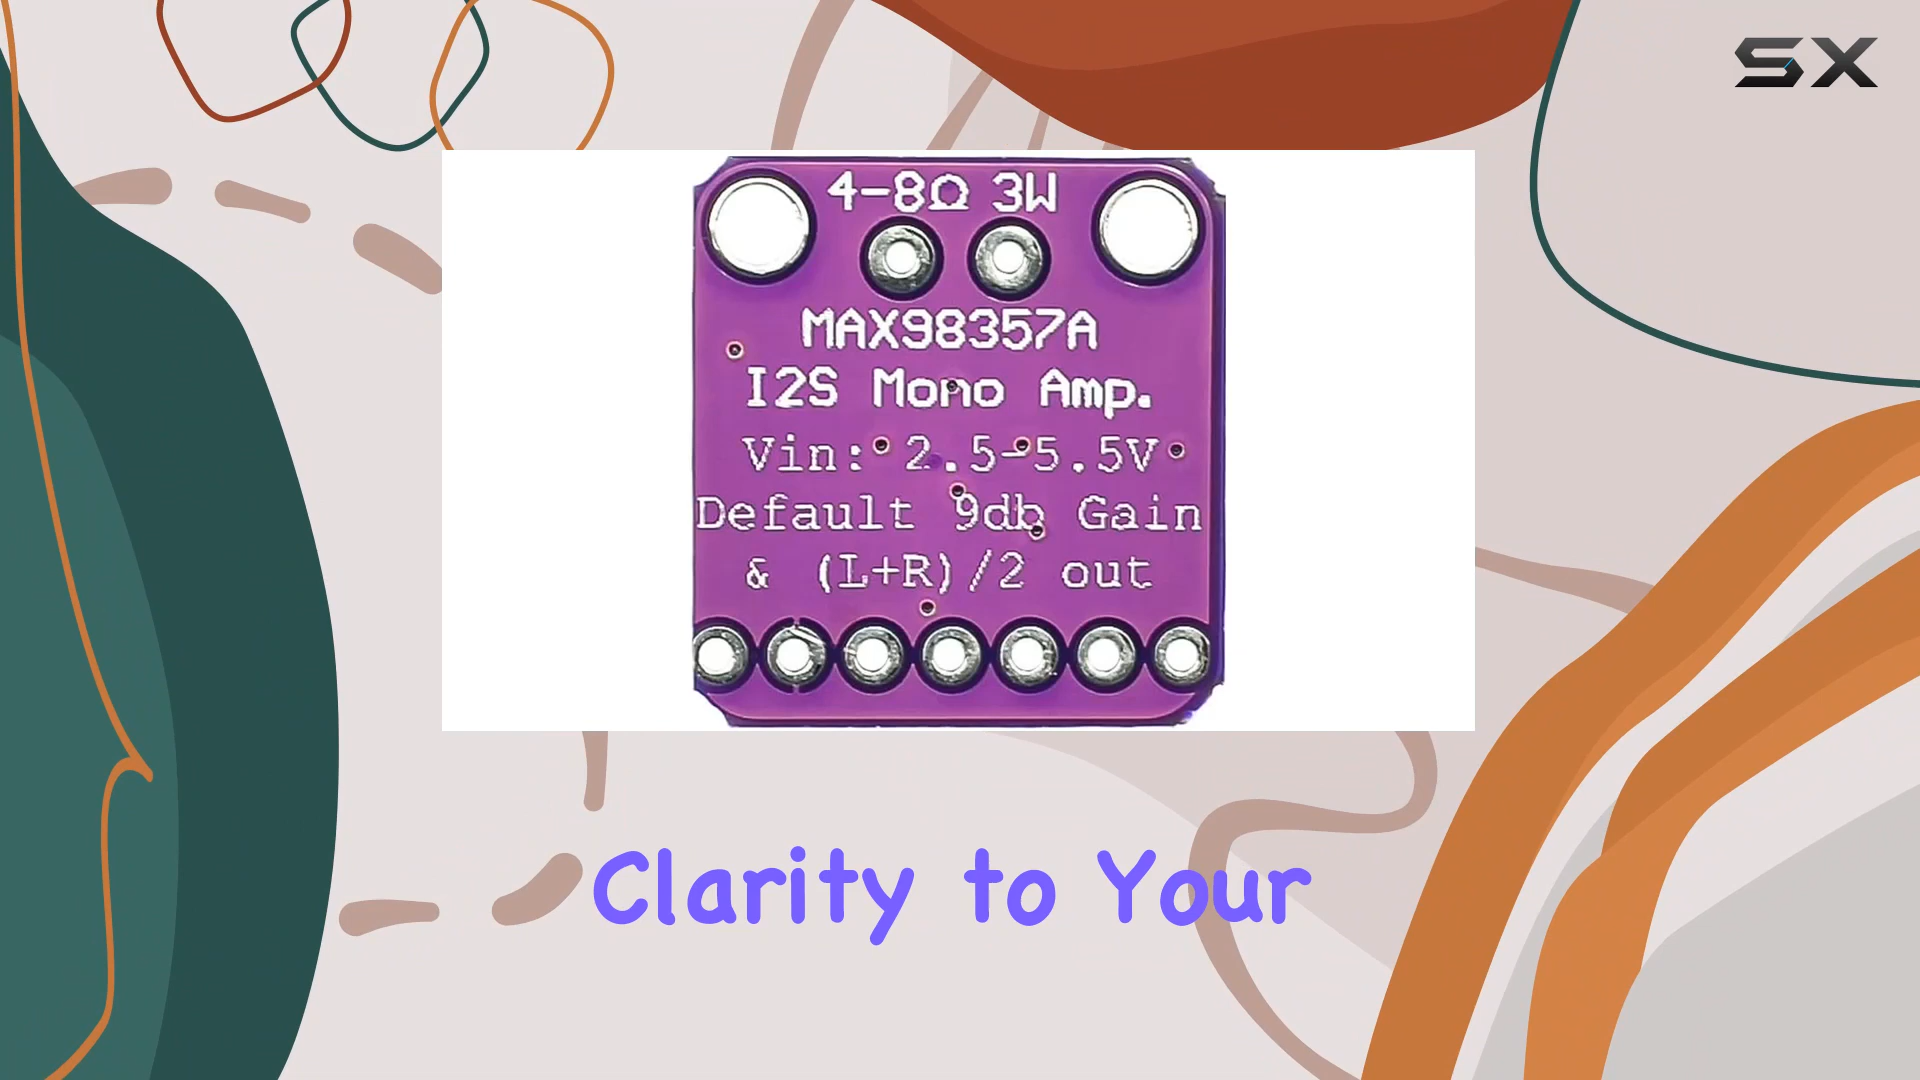 SX
4-8Ω 3W
MAX98357A
I2S Mono Amp.
Vin: 2.5-5.5V
Default 9db Gain
& (L+R)/2 out
Clarity to Your